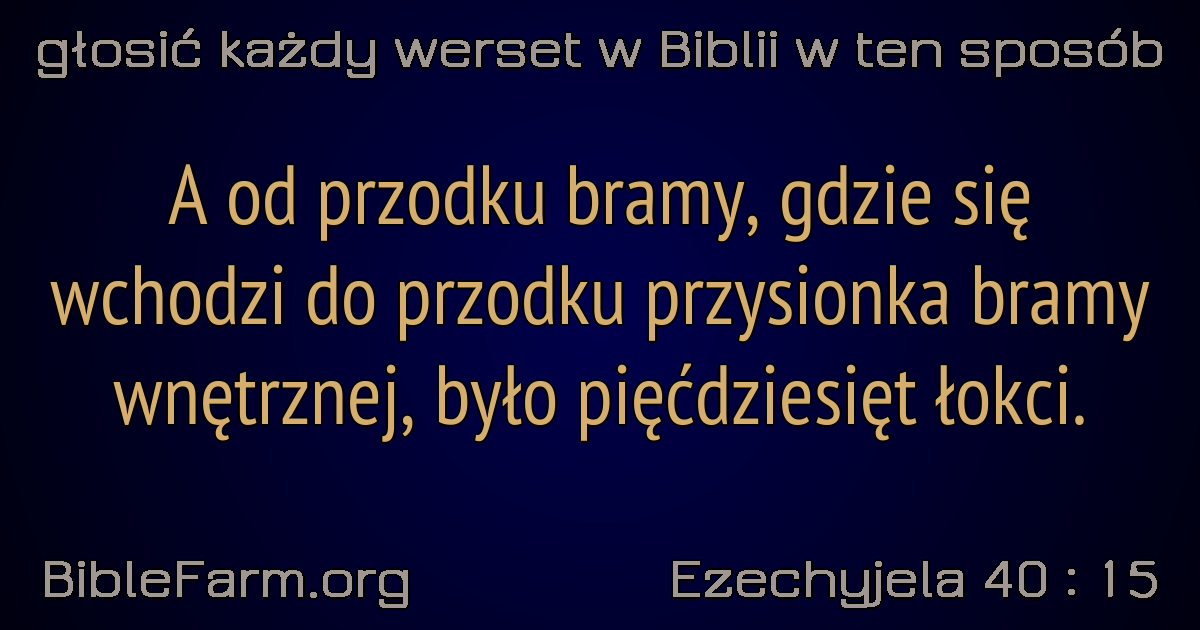 głosić każdy werset w Biblii w ten sposób
A od przodku bramy, gdzie się
wchodzi do przodku przysionka bramy
wnętrznej, było pięćdziesięt łokci.
BibleFarm.org
Ezechyjela 40 : 15